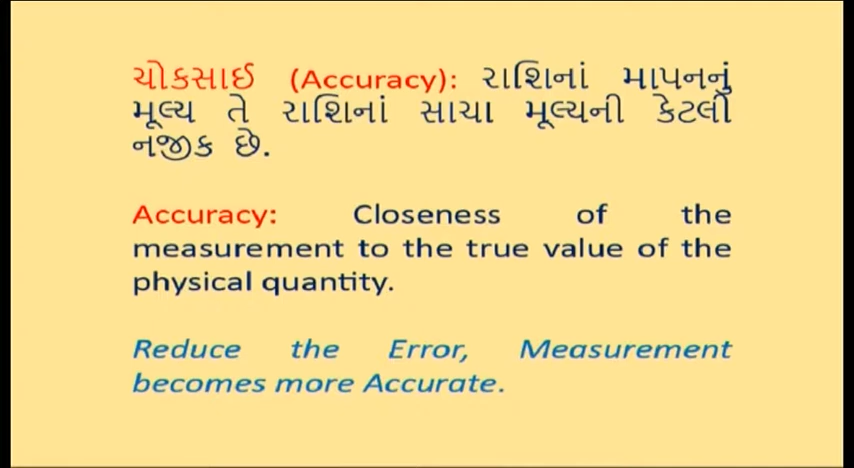 ચોકસાઈ (Accuracy): રાશિનાં માપનનું
મૂલ્ય તે રાશિનાં સાચા મૂલ્યની કેટલી
નજીક છે.
Accuracy: Closeness of the
measurement to the true value of the
physical quantity.
Reduce the Error, Measurement
becomes more Accurate.